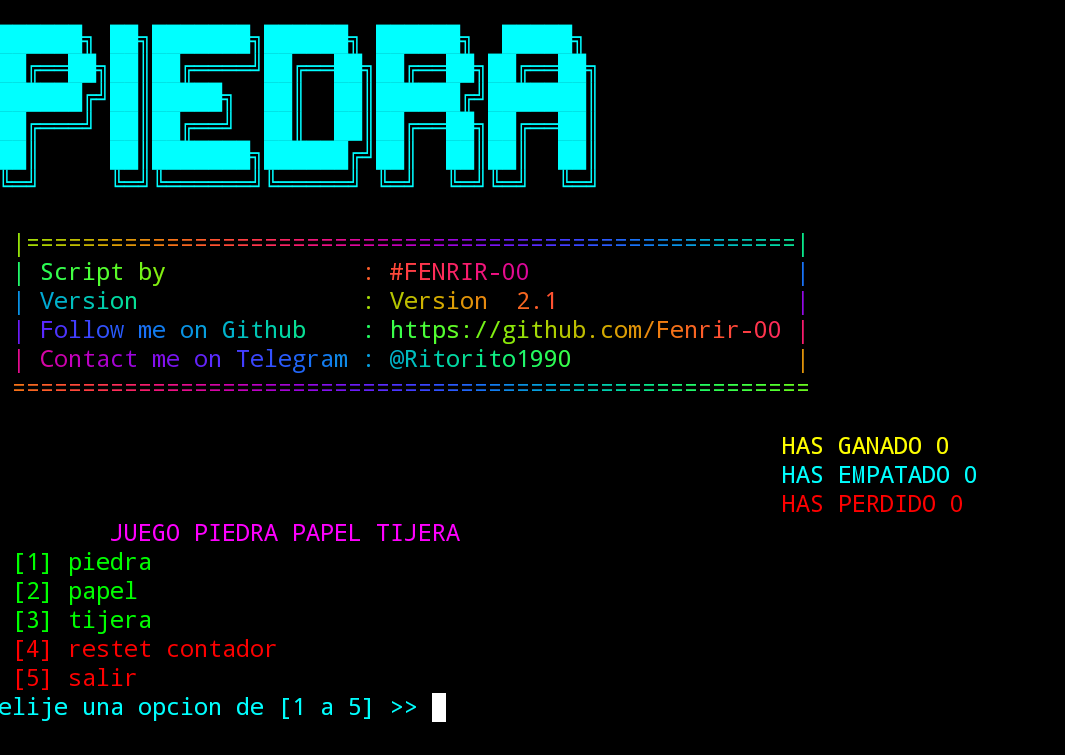 PIEDRA
|=======================================================|
| Script by              : #FENRIR-00                   |
| Version                : Version  2.1                 |
| Follow me on Github    : https://github.com/Fenrir-00 |
| Contact me on Telegram : @Ritorito1990                |
=========================================================
HAS GANADO 0
HAS EMPATADO 0
HAS PERDIDO 0
JUEGO PIEDRA PAPEL TIJERA
[1] piedra
[2] papel
[3] tijera
[4] restet contador
[5] salir
elije una opcion de [1 a 5] >>